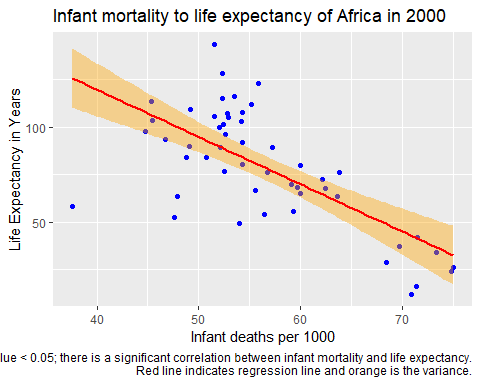 Infant mortality to life expectancy of Africa in 2000
Life Expectancy in Years
100
50
40
50
60
70
Infant deaths per 1000
lue < 0.05; there is a significant correlation between infant mortality and life expectancy.
Red line indicates regression line and orange is the variance.